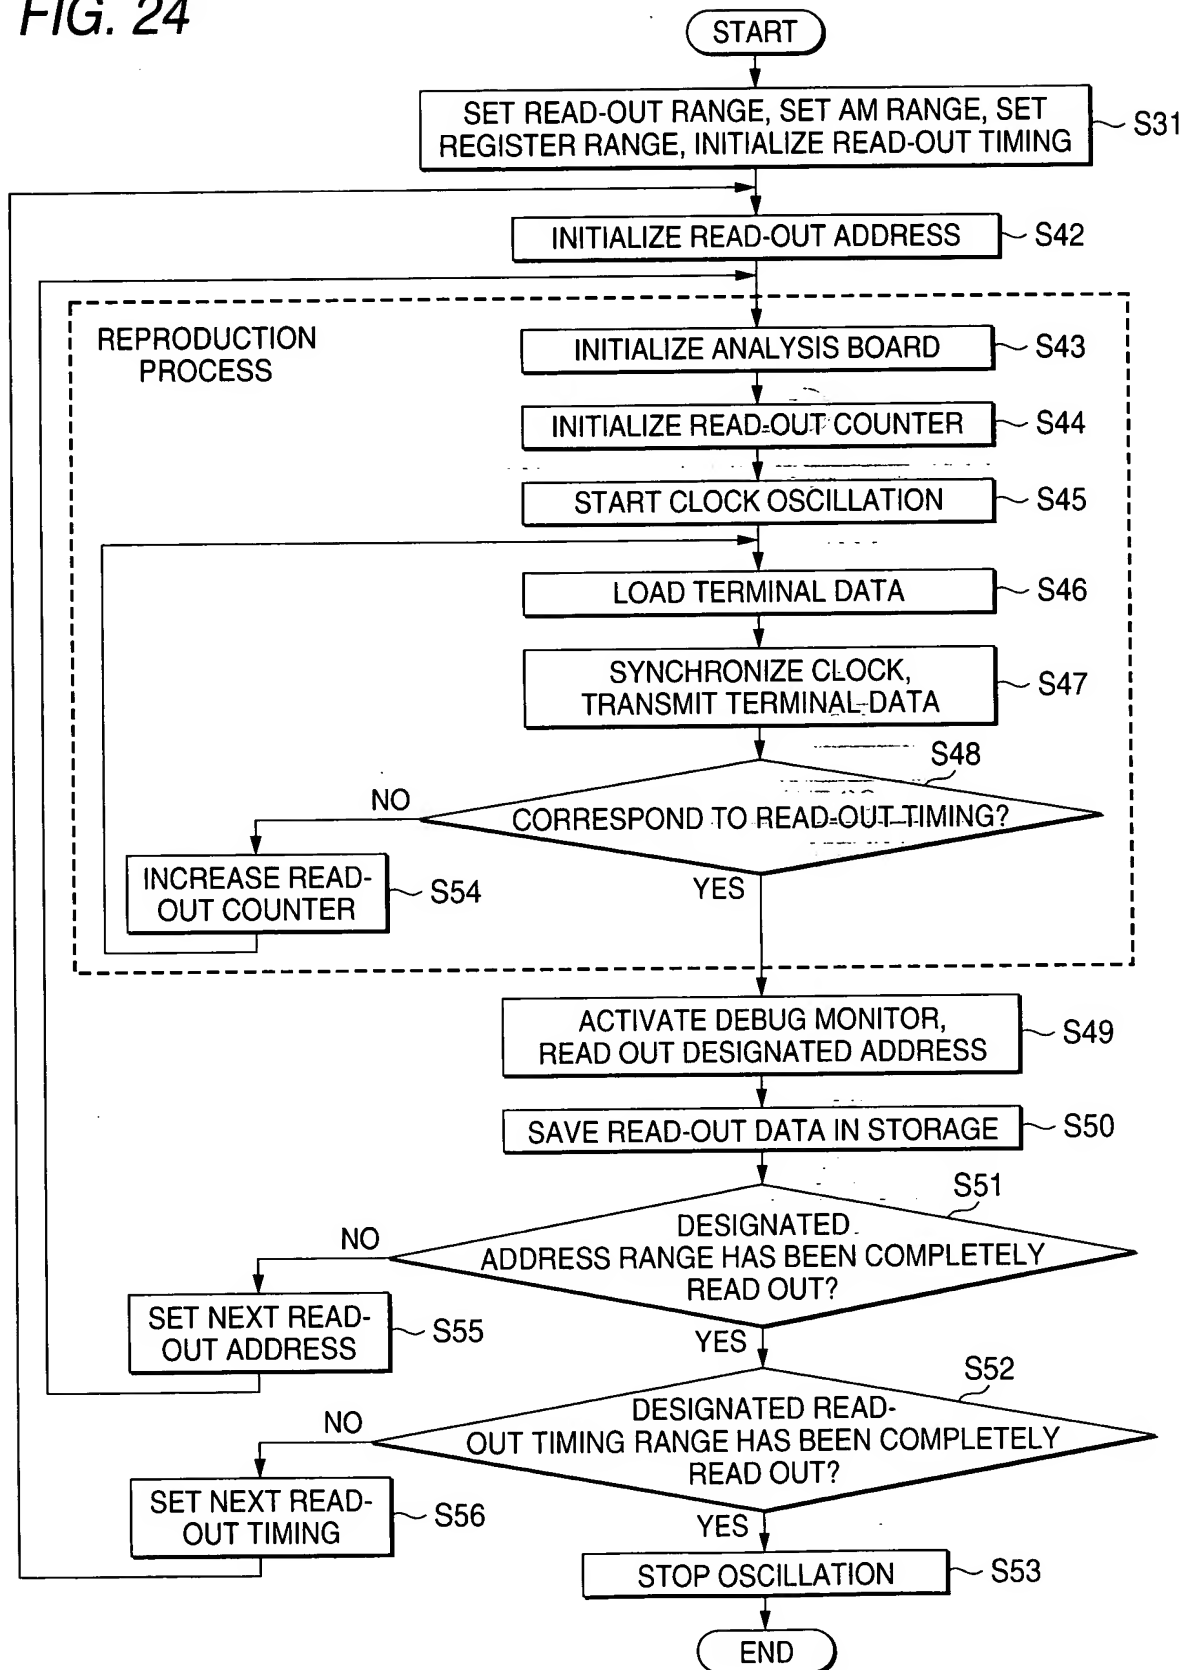 FIG. 24
START
SET READ-OUT RANGE, SET AM RANGE, SET
REGISTER RANGE, INITIALIZE READ-OUT TIMING
S31
INITIALIZE READ-OUT ADDRESS
S42
REPRODUCTION
PROCESS
INITIALIZE ANALYSIS BOARD
S43
INITIALIZE READ-OUT COUNTER
S44
START CLOCK OSCILLATION
S45
LOAD TERMINAL DATA
S46
SYNCHRONIZE CLOCK,
TRANSMIT TERMINAL DATA
S47
S48
NO
CORRESPOND TO READ-OUT TIMING?
YES
INCREASE READ-
OUT COUNTER
S54
ACTIVATE DEBUG MONITOR,
READ OUT DESIGNATED ADDRESS
S49
SAVE READ-OUT DATA IN STORAGE
S50
S51
NO
DESIGNATED
ADDRESS RANGE HAS BEEN COMPLETELY
READ OUT?
YES
SET NEXT READ-
OUT ADDRESS
S55
S52
NO
DESIGNATED READ-
OUT TIMING RANGE HAS BEEN COMPLETELY
READ OUT?
YES
SET NEXT READ-
OUT TIMING
S56
STOP OSCILLATION
S53
END